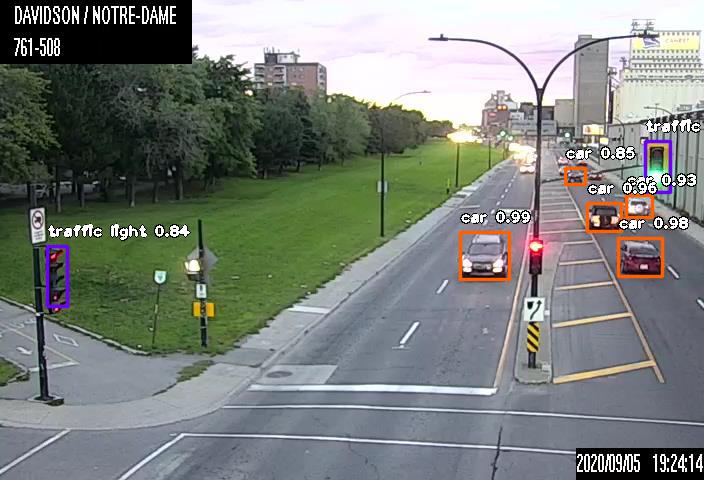 DAVIDSON / NOTRE-DAME
761-508
traffic
car 0.85
car 0.93
car 0.96
car 0.99
car 0.98
traffic light 0.84
2020/09/05 19:24:14